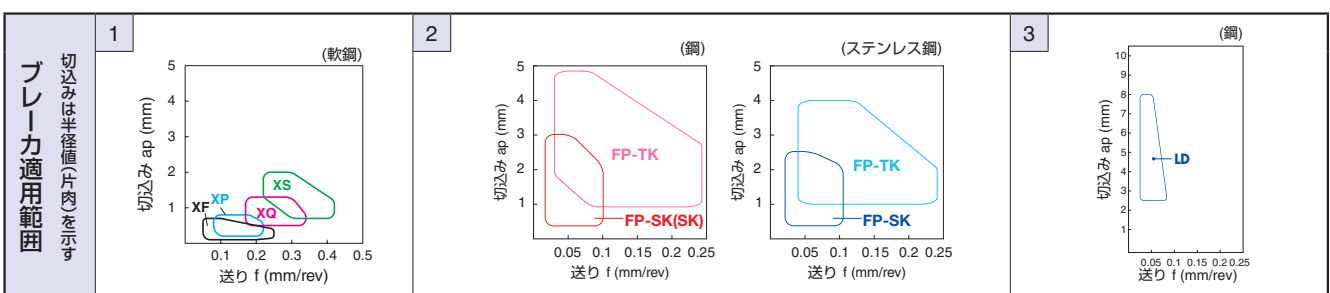 ブレーカ適用範囲
切込みは半径値(片肉)を示す
1
(軟鋼)
切込み ap (mm)
5
4
3
2
1
XS
XP
XQ
XF
0.1 0.2 0.3 0.4 0.5
送り f (mm/rev)
2
(鋼)
切込み ap (mm)
5
4
3
2
1
FP-TK
FP-SK(SK)
0.05 0.1 0.15 0.2 0.25
送り f (mm/rev)
(ステンレス鋼)
切込み ap (mm)
5
4
3
2
1
FP-TK
FP-SK
0.05 0.1 0.15 0.2 0.25
送り f (mm/rev)
3
(鋼)
切込み ap (mm)
10
9
8
7
6
5
4
3
2
1
LD
0.05 0.1 0.15 0.2 0.25
送り f (mm/rev)